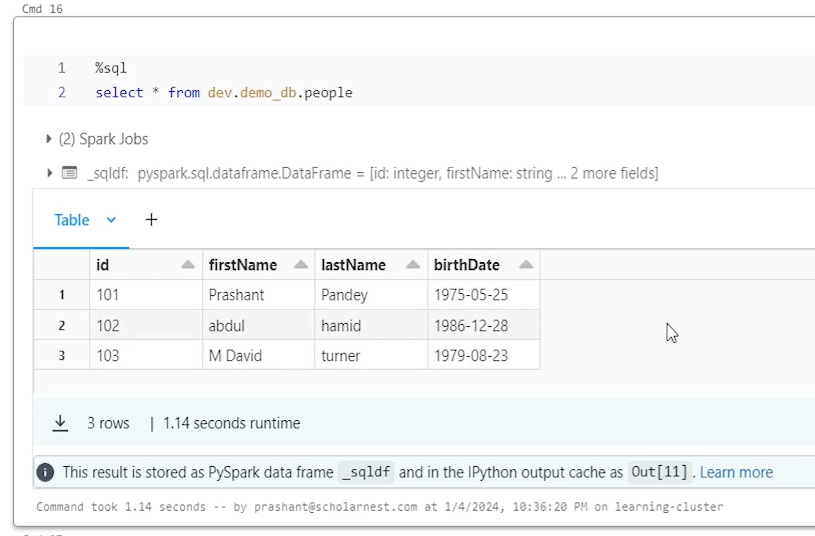 Cmd 16
1 %sql
2 select * from dev.demo_db.people
(2) Spark Jobs
_sqldf: pyspark.sql.dataframe.DataFrame = [id: integer, firstName: string ... 2 more fields]
Table +
id firstName lastName birthDate
1 101 Prashant Pandey 1975-05-25
2 102 abdul hamid 1986-12-28
3 103 M David turner 1979-08-23
3 rows | 1.14 seconds runtime
This result is stored as PySpark data frame _sqldf and in the IPython output cache as Out[11]. Learn more
Command took 1.14 seconds -- by prashant@scholarnest.com at 1/4/2024, 10:36:20 PM on learning-cluster